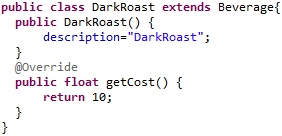 public class DarkRoast extends Beverage{
public DarkRoast() {
description="DarkRoast";
}
@Override
public float getCost() {
return 10;
}
}